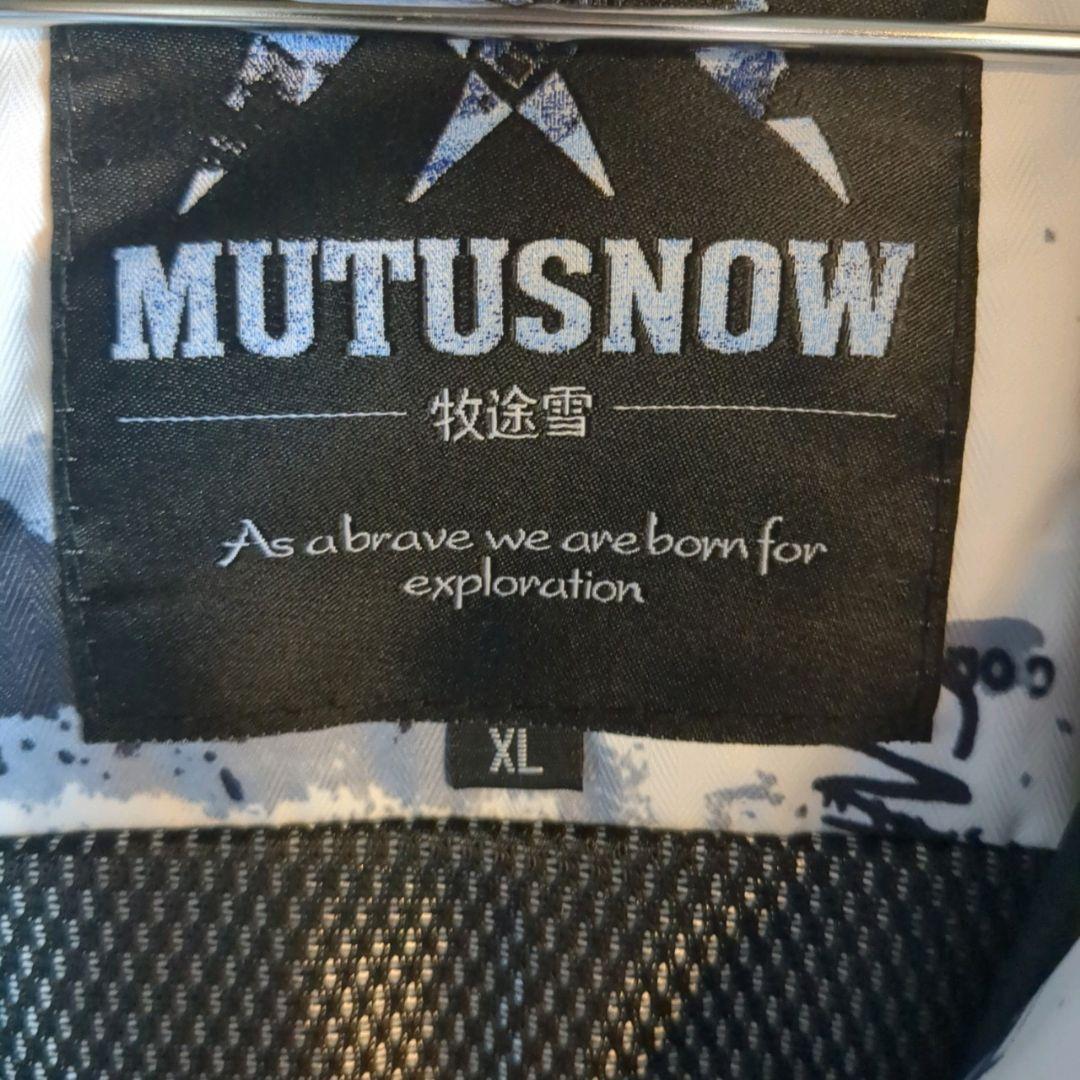 MUTUSNOW
牧途雪
As a brave we are born for
exploration
XL